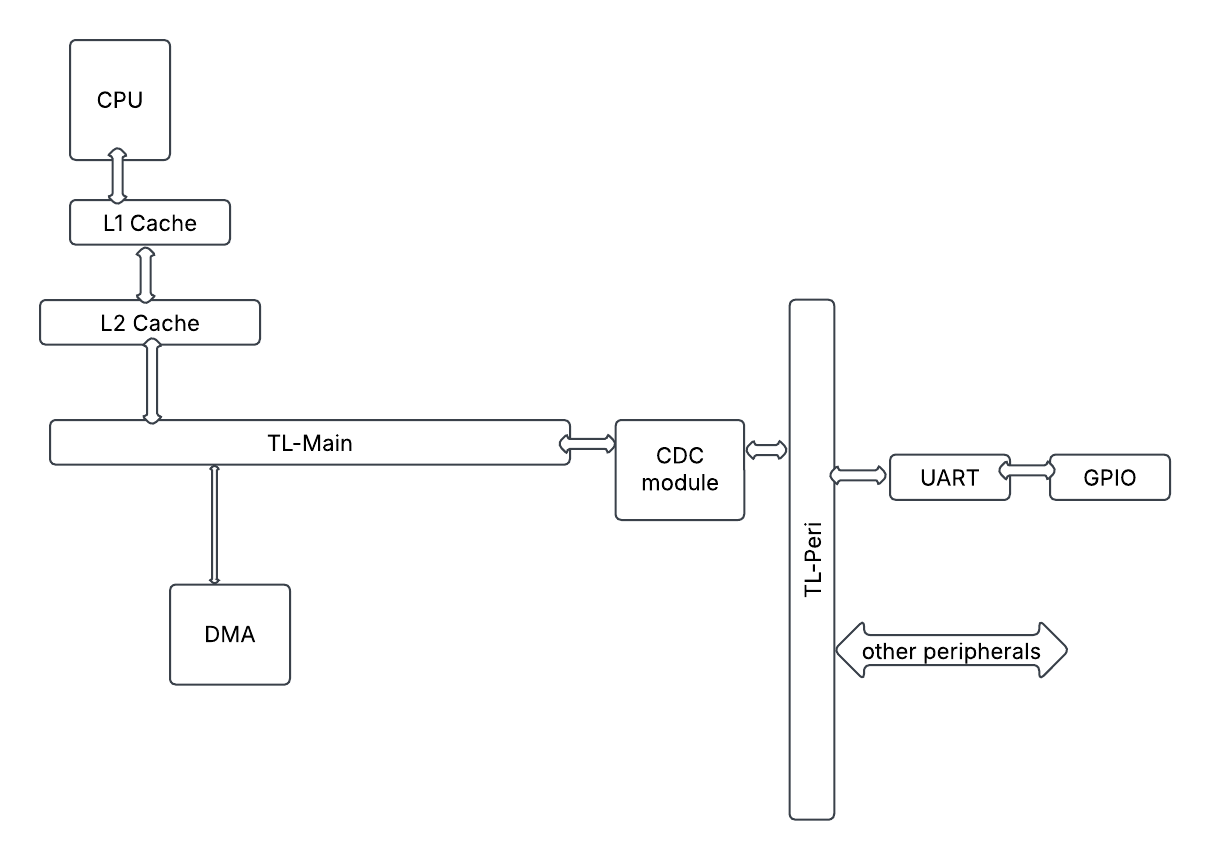 CPU
L1 Cache
L2 Cache
TL-Main
CDC
module
UART
GPIO
TL-Peri
DMA
other peripherals